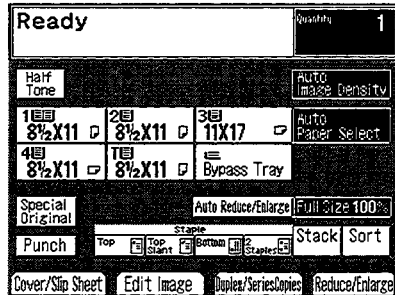 Ready
Quantity 1
Half Tone
Auto Image Density
1 8½X11 2 8½X11 3 11X17
Auto Paper Select
4 8½X11 T 8½X11 Bypass Tray
Special Original
Auto Reduce/Enlarge Full Size 100%
Staple
Punch Top Top Slant Bottom 2 Staples Stack Sort
Cover/Slip Sheet Edit Image Duplex/SeriesCopies Reduce/Enlarge